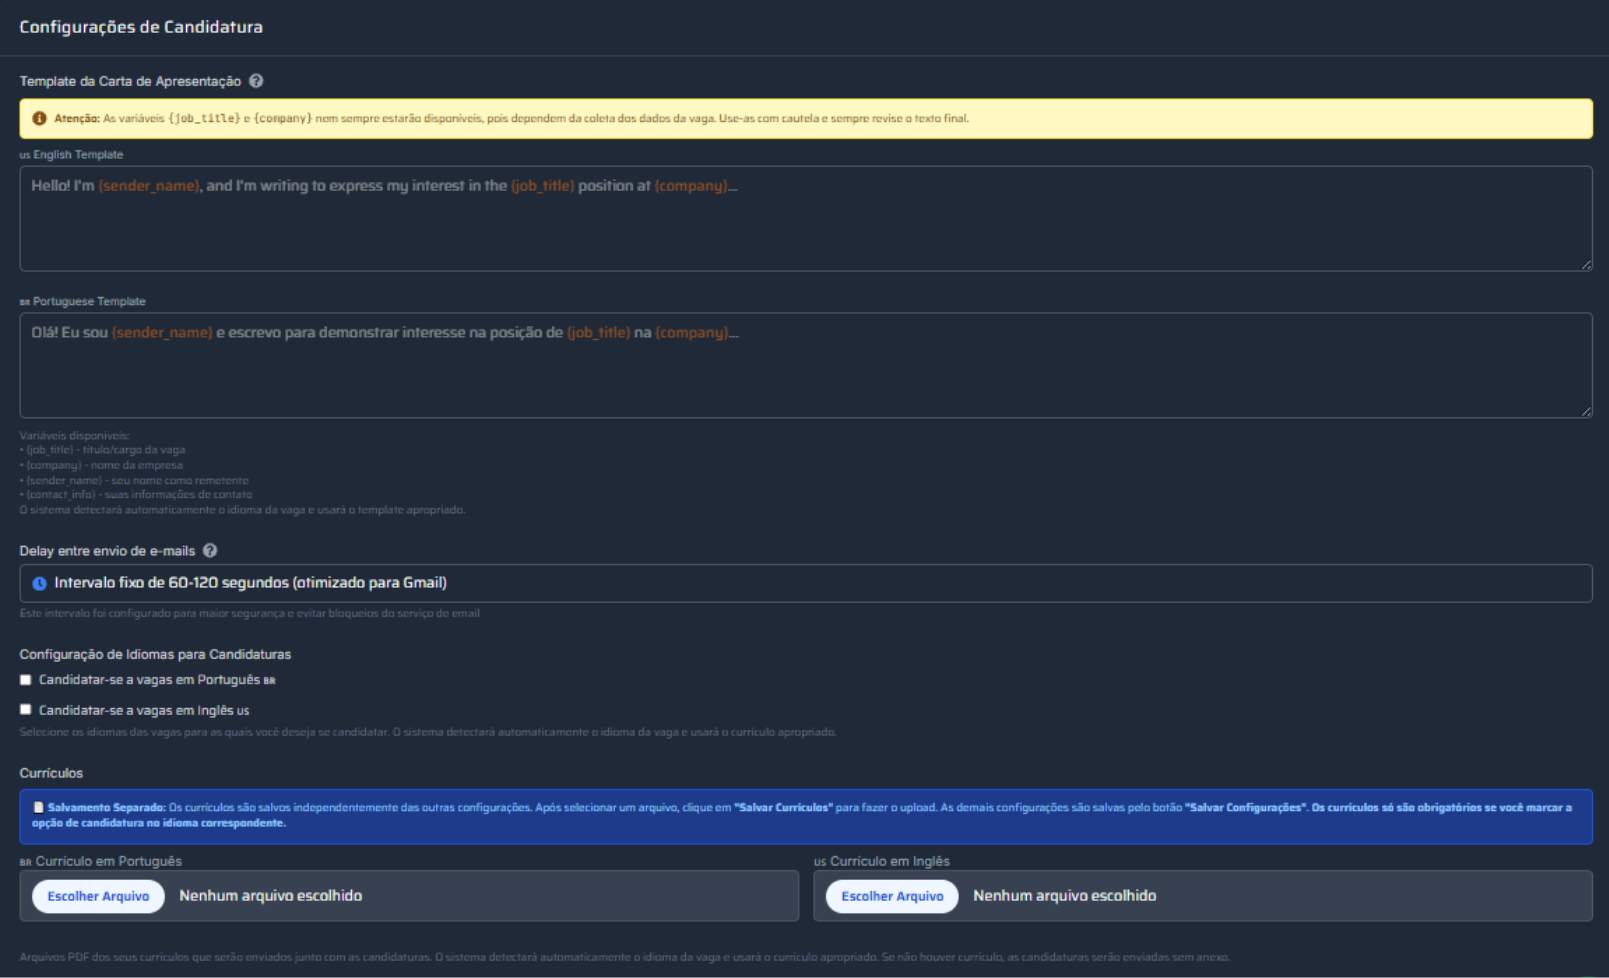 Configurações de Candidatura
Template da Carta de Apresentação ?
Atenção: As variáveis {job_title} e {company} nem sempre estarão disponíveis, pois dependem da coleta dos dados da vaga. Use-as com cautela e sempre revise o texto final.
US English Template
Hello! I'm {sender_name}, and I'm writing to express my interest in the {job_title} position at {company}...
BR Portuguese Template
Olá! Eu sou {sender_name} e escrevo para demonstrar interesse na posição de {job_title} na {company}...
Variáveis disponíveis:
• {job_title} - título/cargo da vaga
• {company} - nome da empresa
• {sender_name} - seu nome como remetente
• {contact_info} - suas informações de contato
O sistema detectará automaticamente o idioma da vaga e usará o template apropriado.
Delay entre envio de e-mails ?
Intervalo fixo de 60-120 segundos (otimizado para Gmail)
Este intervalo foi configurado para maior segurança e evitar bloqueios do serviço de email
Configuração de Idiomas para Candidaturas
Candidatar-se a vagas em Português BR
Candidatar-se a vagas em Inglês US
Selecione os idiomas das vagas para as quais você deseja se candidatar. O sistema detectará automaticamente o idioma da vaga e usará o currículo apropriado.
Currículos
Salvamento Separado: Os currículos são salvos independentemente das outras configurações. Após selecionar um arquivo, clique em "Salvar Currículos" para fazer o upload. As demais configurações são salvas pelo botão "Salvar Configurações". Os currículos só são obrigatórios se você marcar a
opção de candidatura no idioma correspondente.
BR Currículo em Português
Escolher Arquivo Nenhum arquivo escolhido
US Currículo em Inglês
Escolher Arquivo Nenhum arquivo escolhido
Arquivos PDF dos seus currículos que serão enviados junto com as candidaturas. O sistema detectará automaticamente o idioma da vaga e usará o currículo apropriado. Se não houver currículo, as candidaturas serão enviadas sem anexo.